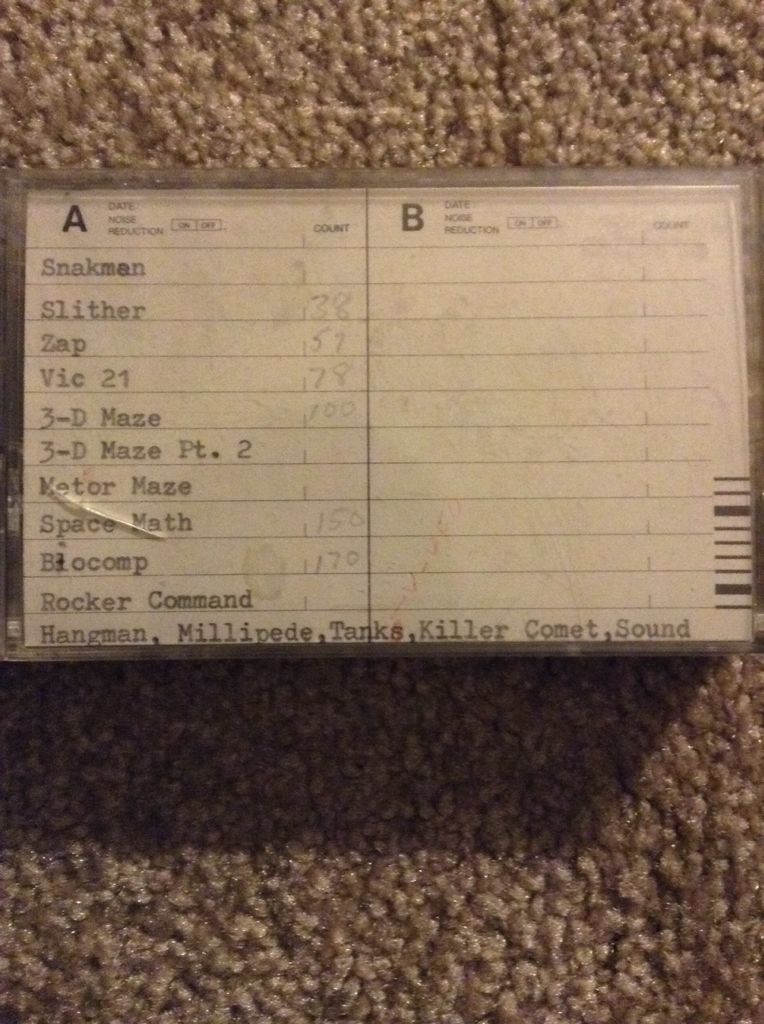 A DATE: NOISE REDUCTION ON OFF COUNT
B DATE: NOISE REDUCTION ON OFF COUNT
Snakman
Slither 38
Zap 57
Vic 21 78
3-D Maze 100
3-D Maze Pt. 2
Metor Maze
Space Math 150
Biocomp 170
Rocker Command
Hangman, Millipede,Tanks,Killer Comet,Sound